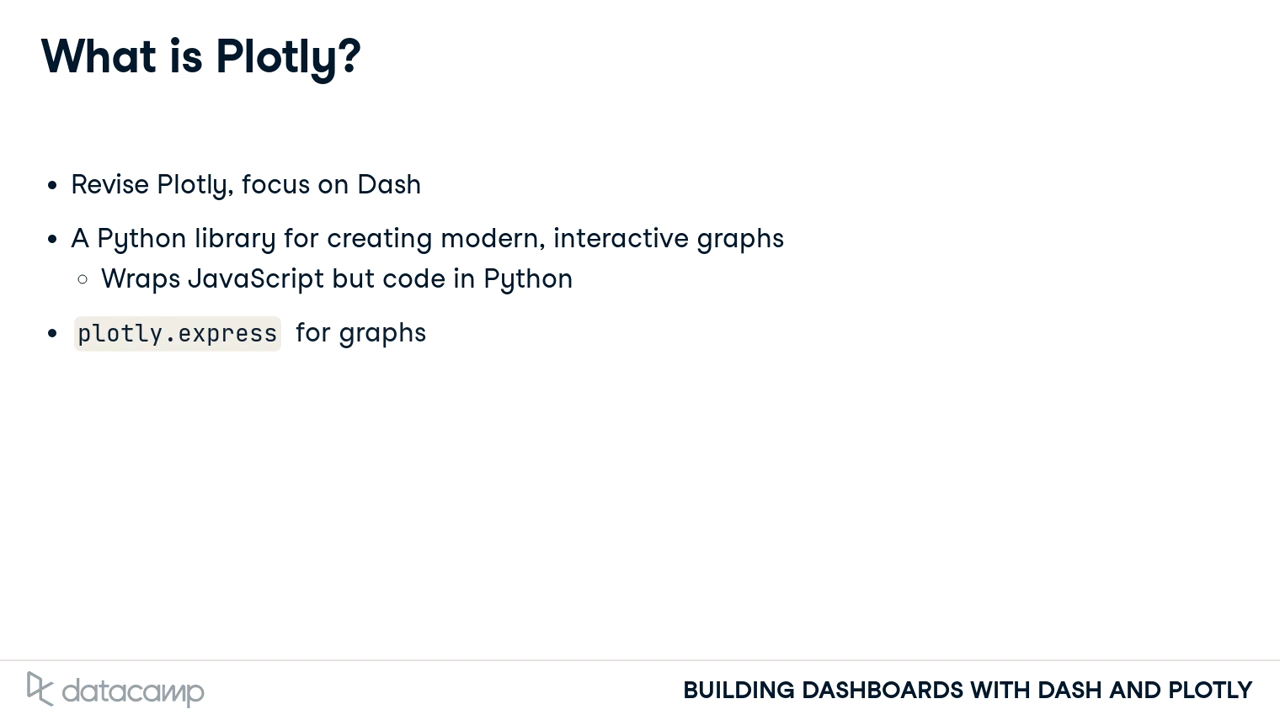 What is Plotly?
• Revise Plotly, focus on Dash
• A Python library for creating modern, interactive graphs
○ Wraps JavaScript but code in Python
• plotly.express for graphs
datacamp
BUILDING DASHBOARDS WITH DASH AND PLOTLY